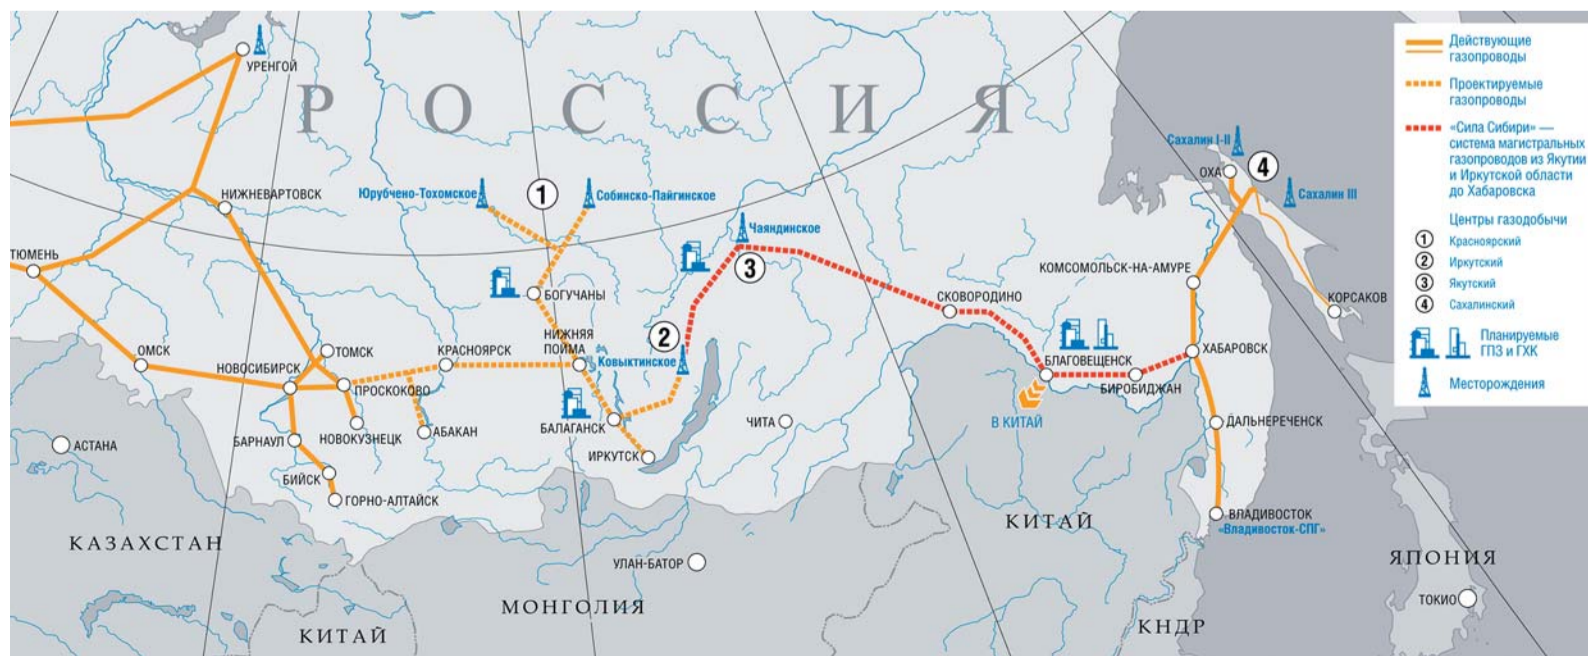 РОССИЯ
УРЕНГОЙ
НИЖНЕВАРТОВСК
ТЮМЕНЬ
ОМСК
НОВОСИБИРСК
ТОМСК
ПРОСКОКОВО
КРАСНОЯРСК
НИЖНЯЯ
ПОЙМА
БОГУЧАНЫ
Юрубчено-Тохомское
1
Собинско-Пайгинское
Чаяндинское
3
2
Ковыктинское
БАЛАГАНСК
ИРКУТСК
ЧИТА
АБАКАН
НОВОКУЗНЕЦК
БАРНАУЛ
БИЙСК
ГОРНО-АЛТАЙСК
АСТАНА
КАЗАХСТАН
КИТАЙ
МОНГОЛИЯ
УЛАН-БАТОР
СКОВОРОДИНО
БЛАГОВЕЩЕНСК
БИРОБИДЖАН
В КИТАЙ
КИТАЙ
КНДР
Сахалин I-II
4
ОХА
Сахалин III
КОМСОМОЛЬСК-НА-АМУРЕ
КОРСАКОВ
ХАБАРОВСК
ДАЛЬНЕРЕЧЕНСК
ВЛАДИВОСТОК
«Владивосток-СПГ»
ЯПОНИЯ
ТОКИО
Действующие
газопроводы
Проектируемые
газопроводы
«Сила Сибири» —
система магистральных
газопроводов из Якутии
и Иркутской области
до Хабаровска
Центры газодобычи
1 Красноярский
2 Иркутский
3 Якутский
4 Сахалинский
Планируемые
ГПЗ и ГХК
Месторождения